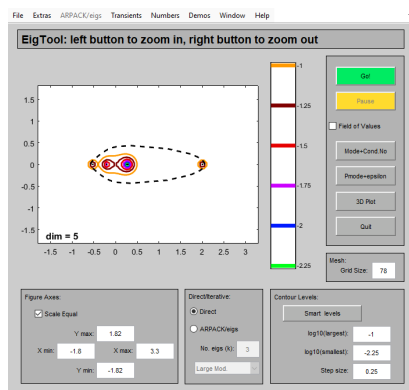 File Extras ARPACK/eigs Transients Numbers Demos Window Help
EigTool: left button to zoom in, right button to zoom out
1.5
1
0.5
0
-0.5
-1
-1.5
dim = 5
-1.5 -1 -0.5 0 0.5 1 1.5 2 2.5 3
-1
-1.25
-1.5
-1.75
-2
-2.25
Go!
Pause
Field of Values
Mode+Cond.No
Pmode+epsilon
3D Plot
Quit
Mesh:
Grid Size: 78
Figure Axes:
Scale Equal
Y max: 1.82
X min: -1.8 X max: 3.3
Y min: -1.82
Direct/Iterative:
Direct
ARPACK/eigs
No. eigs (k): 3
Large Mod.
Contour Levels:
Smart levels
log10(largest): -1
log10(smallest): -2.25
Step size: 0.25